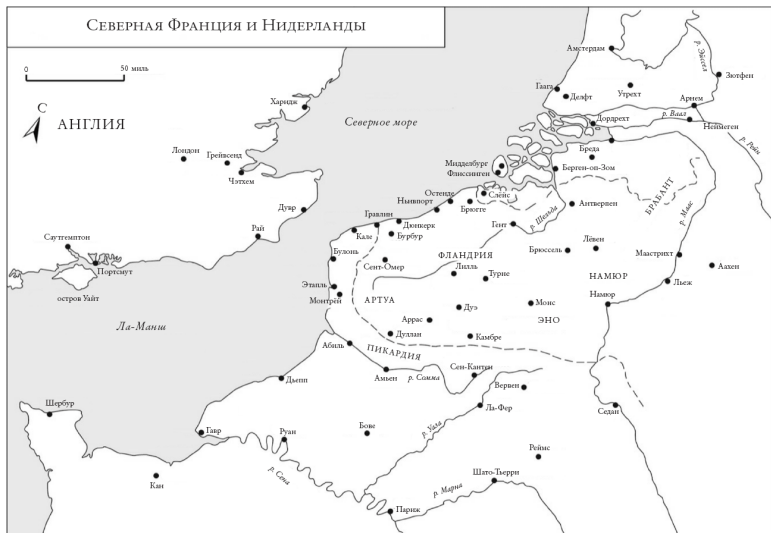 Северная Франция и Нидерланды
0
50 миль
С
АНГЛИЯ
Северное море
Ла-Манш
Харидж
Лондон
Грейвсенд
Чэтхем
Дувр
Рай
Саутгемптон
Портсмут
остров Уайт
Амстердам
р. Эйссел
Зютфен
Гаага
Делфт
Утрехт
Арнем
Дордрехт
р. Ваал
Неймеген
р. Рейн
Бреда
Мидделбург
Флиссинген
Берген-оп-Зом
Слёйс
Остенде
Ньивпорт
Брюгге
Антверпен
БРАБАНТ
р. Маас
Гравлин
Дюнкерк
Кале
Бурбур
Гент
р. Шельда
Булонь
Сент-Омер
ФЛАНДРИЯ
Брюссель
Лёвен
Маастрихт
Аахен
Лилль
Турне
НАМЮР
Льеж
Этапль
Монтрёй
АРТУА
Дуэ
Монс
Намюр
Аррас
ЭНО
Дуллан
Камбре
Абвиль
ПИКАРДИЯ
Амьен
р. Сомма
Сен-Кантен
Дьепп
Вервен
Ла-Фер
Седан
Шербур
Гавр
Руан
Бове
р. Уаза
Реймс
Кан
р. Сена
Шато-Тьерри
р. Марна
Париж